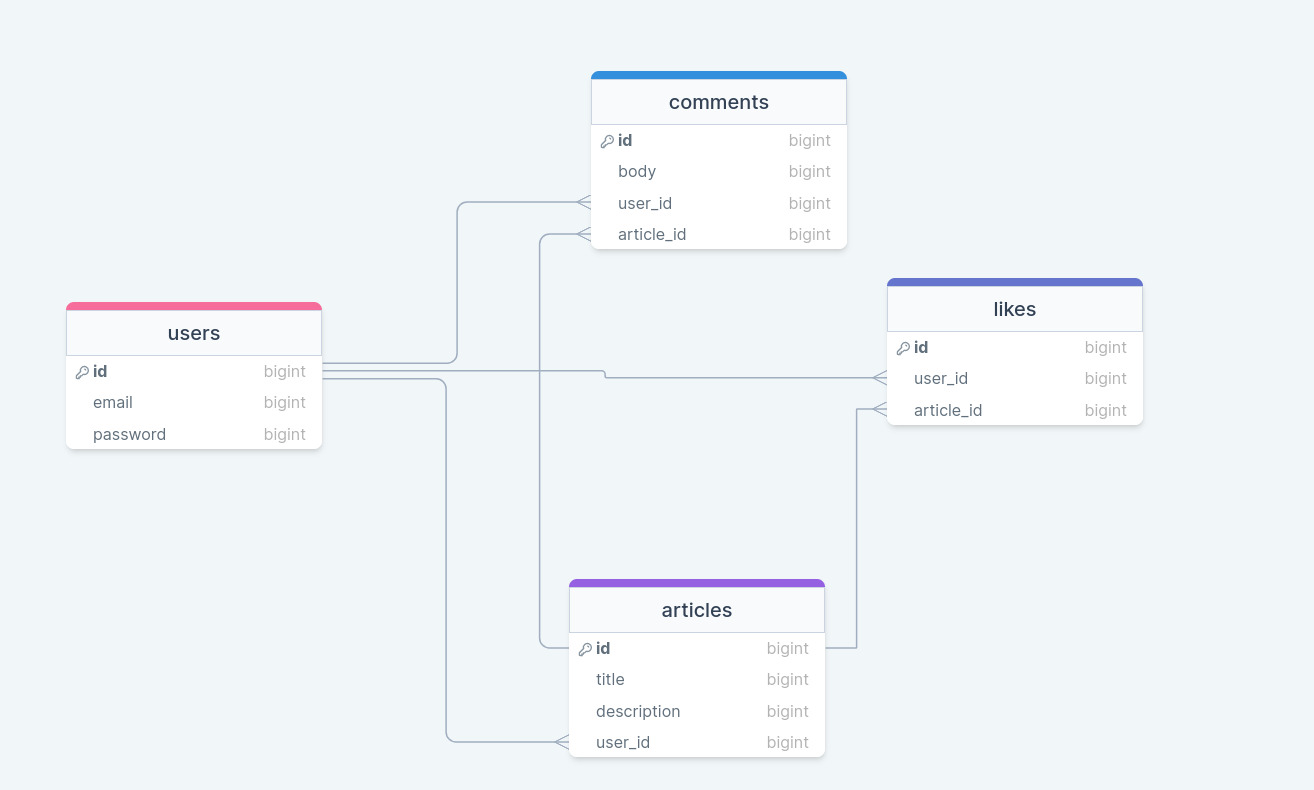 comments
id bigint
body bigint
user_id bigint
article_id bigint
likes
id bigint
user_id bigint
article_id bigint
users
id bigint
email bigint
password bigint
articles
id bigint
title bigint
description bigint
user_id bigint